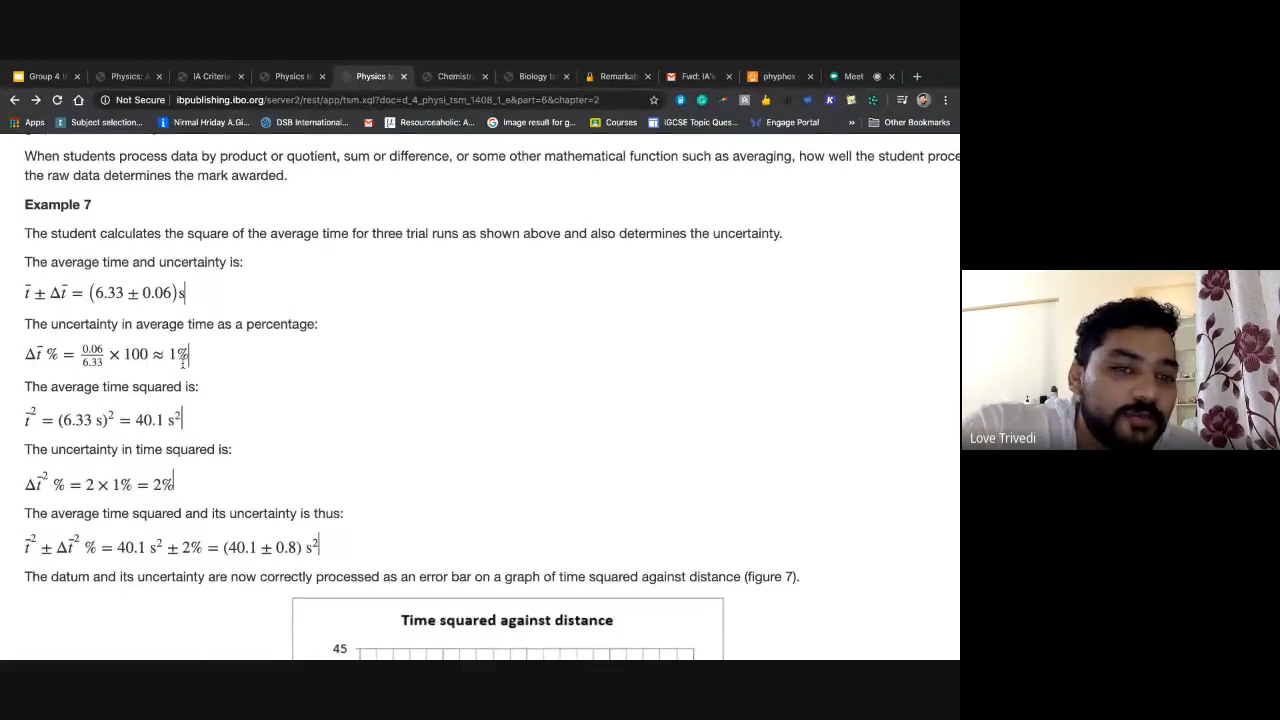 Group 4 I
Physics: A
IA Criteria
Physics te
Physics to
Chemistr
Biology to
Remarkal
Fwd: IA's
phyphox
Meet
Not Secure ibpublishing.ibo.org/server2/rest/app/tsm.xql?doc=d_4_physi_tsm_1408_1_e&part=6&chapter=2
Apps Subject selection... Nirmal Hriday A.Gi... DSB Internationa... Resourceaholic: A... Image result for g... Courses IGCSE Topic Ques... Engage Portal » Other Bookmarks
When students process data by product or quotient, sum or difference, or some other mathematical function such as averaging, how well the student proce
the raw data determines the mark awarded.
Example 7
The student calculates the square of the average time for three trial runs as shown above and also determines the uncertainty.
The average time and uncertainty is:
t̄ ± Δt̄ = (6.33 ± 0.06)s
The uncertainty in average time as a percentage:
Δt̄ % = 0.06/6.33 × 100 ≈ 1%
The average time squared is:
t̄² = (6.33 s)² = 40.1 s²
The uncertainty in time squared is:
Δt̄² % = 2 × 1% = 2%
The average time squared and its uncertainty is thus:
t̄² ± Δt̄² % = 40.1 s² ± 2% = (40.1 ± 0.8) s²
The datum and its uncertainty are now correctly processed as an error bar on a graph of time squared against distance (figure 7).
Time squared against distance
45
Love Trivedi